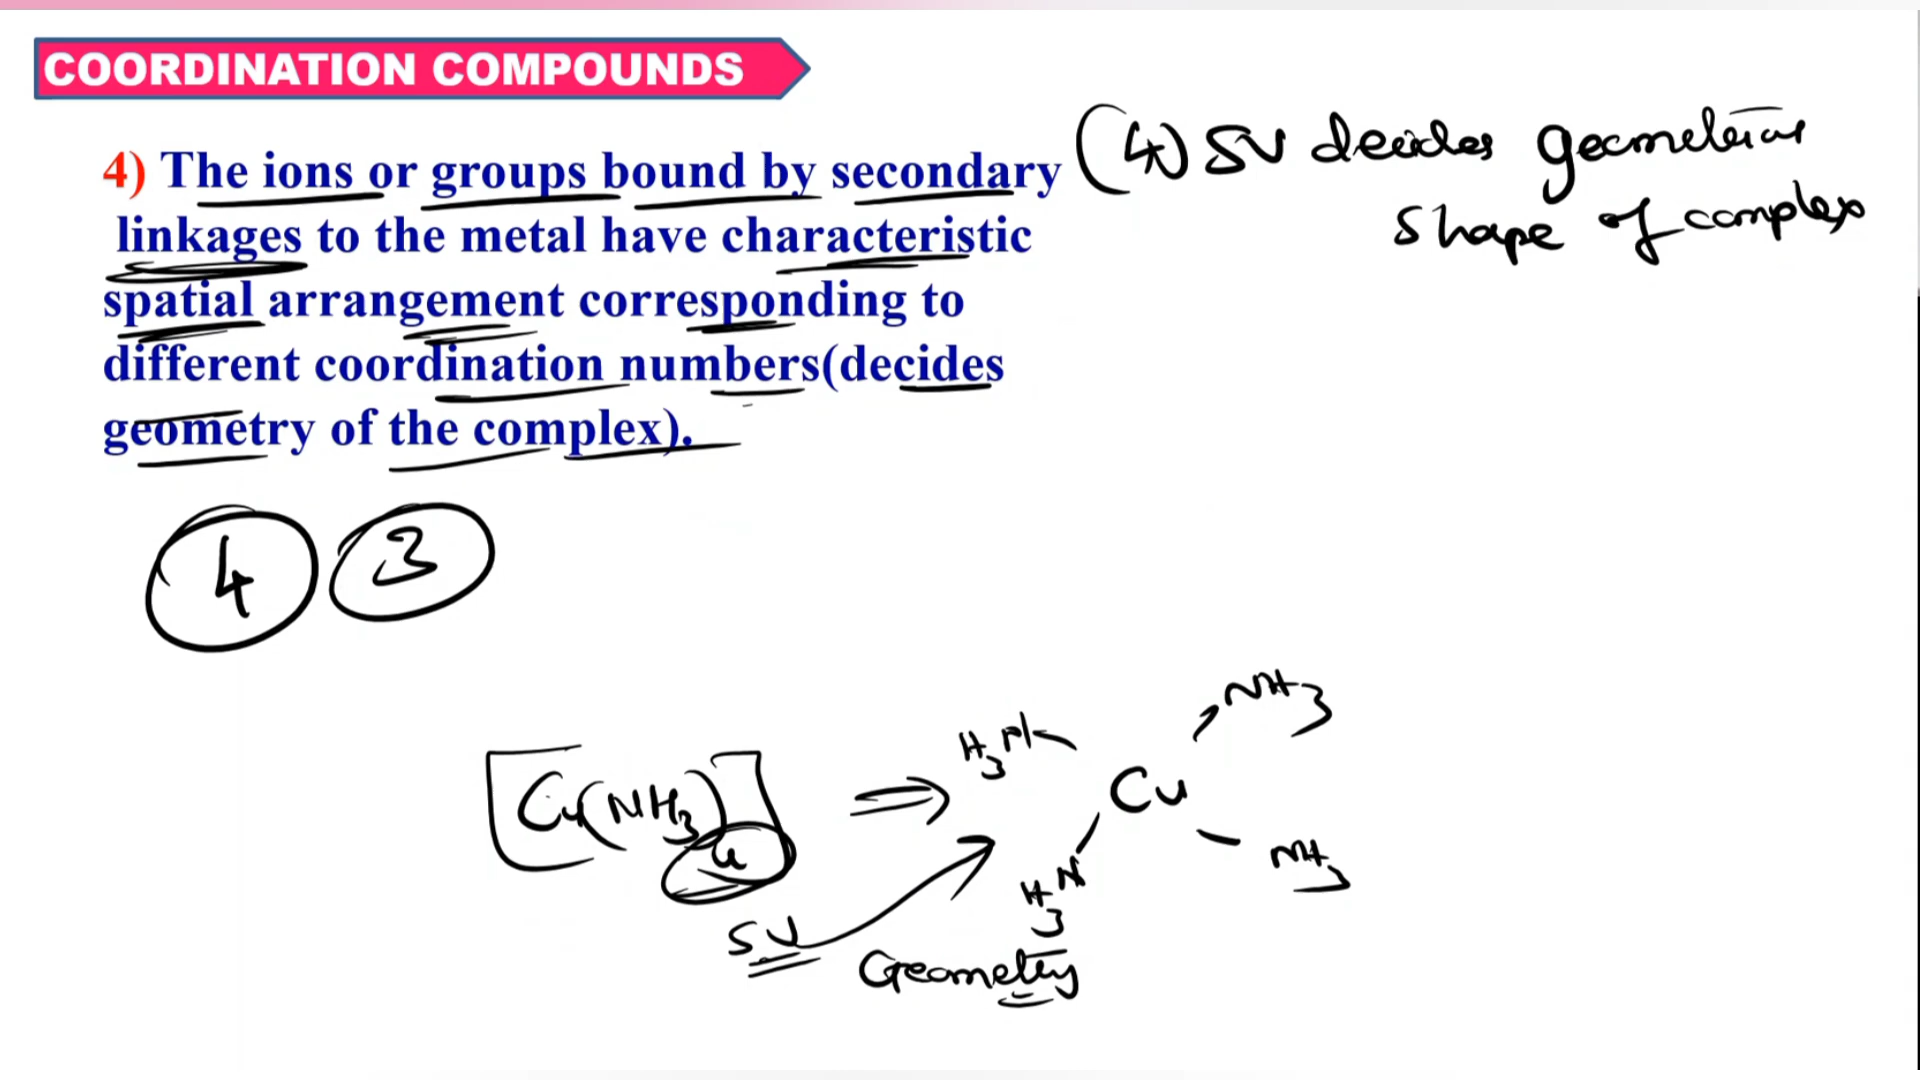 COORDINATION COMPOUNDS
4) The ions or groups bound by secondary
linkages to the metal have characteristic
spatial arrangement corresponding to
different coordination numbers(decides
geometry of the complex).
(4) SV decides
shape of complex
4 3
[Cu(NH3)4] ⇒
H3N NH3
Cu
H3N NH3
SV
Geometry